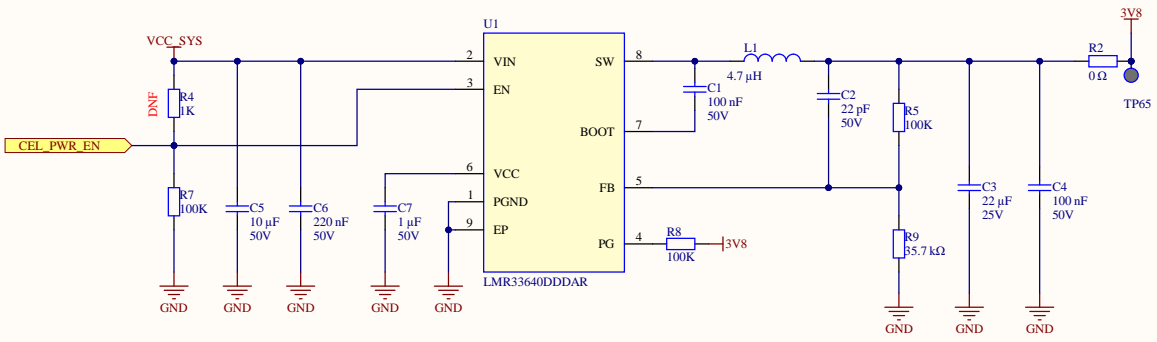 3V8
U1
VCC_SYS
R2
0 Ω
TP65
L1
4.7 µH
2
VIN
SW
8
3
EN
R4
1K
DNF
C1
100 nF
50V
C2
22 pF
50V
R5
100K
BOOT
7
CEL_PWR_EN
6
VCC
FB
5
R7
100K
C5
10 µF
50V
C6
220 nF
50V
C7
1 µF
50V
1
PGND
9
EP
C3
22 µF
25V
C4
100 nF
50V
PG
4
R8
100K
3V8
R9
35.7 kΩ
LMR33640DDDAR
GND
GND
GND
GND
GND
GND
GND
GND